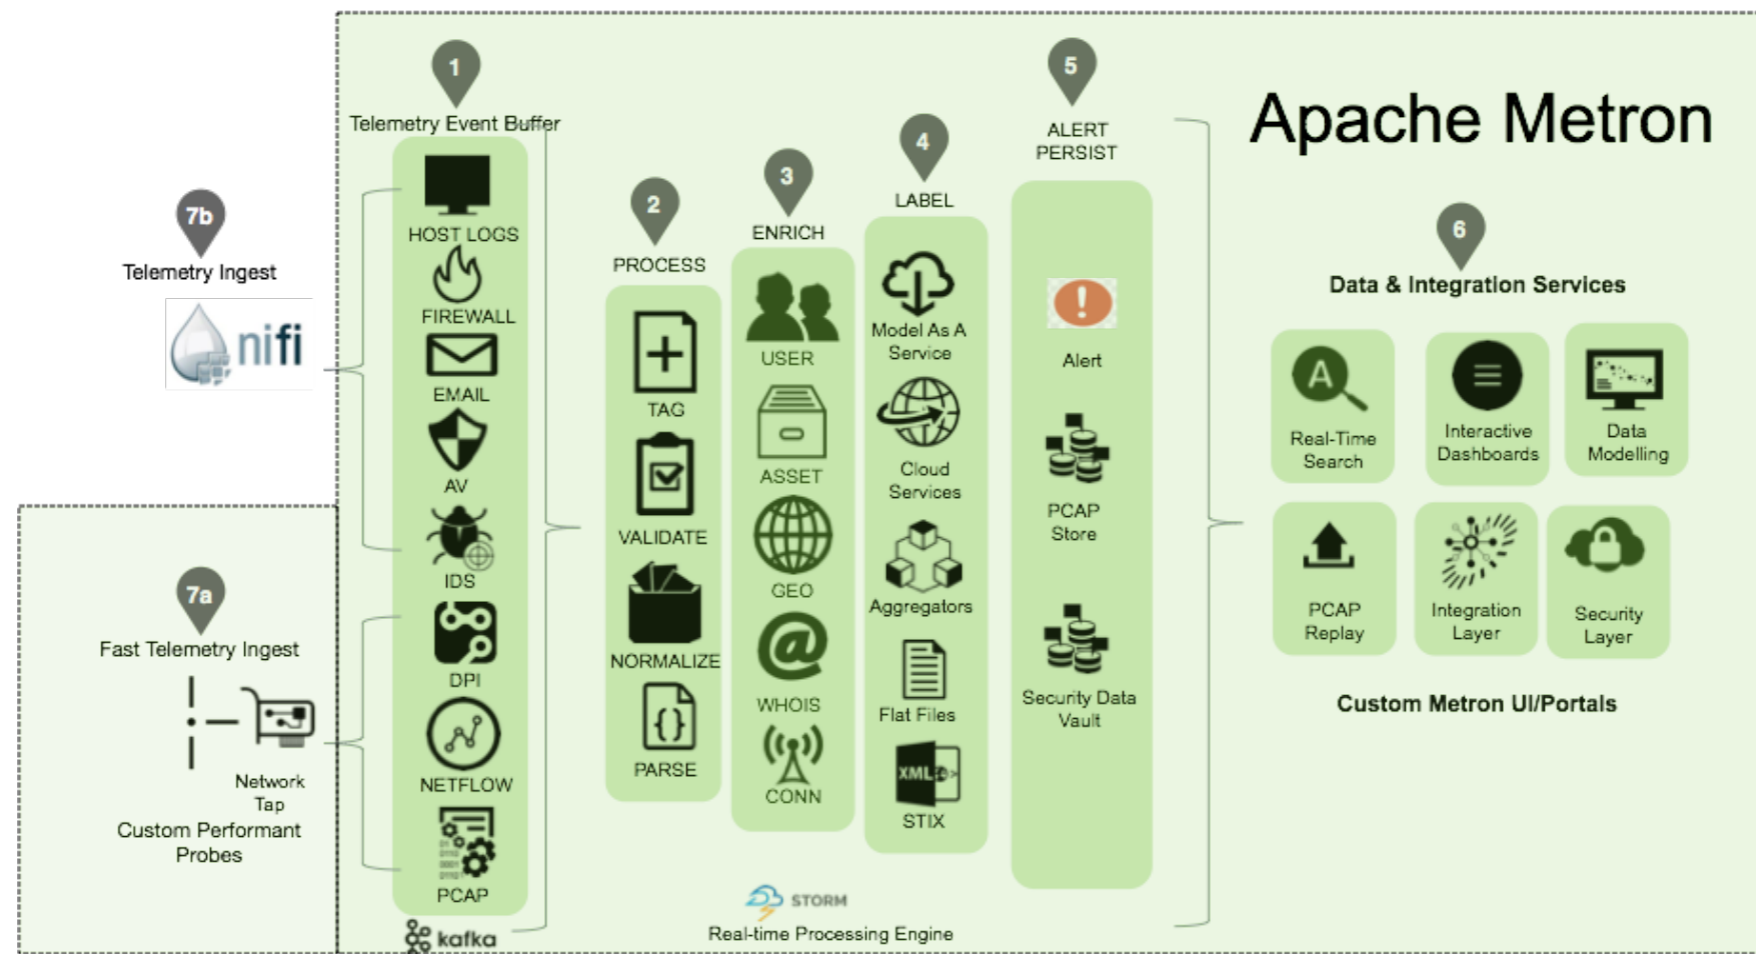 Apache Metron
1
Telemetry Event Buffer
HOST LOGS
FIREWALL
EMAIL
AV
IDS
DPI
NETFLOW
PCAP
kafka
7b
Telemetry Ingest
nifi
7a
Fast Telemetry Ingest
Network
Tap
Custom Performant
Probes
2
PROCESS
TAG
VALIDATE
NORMALIZE
{}
PARSE
3
ENRICH
USER
ASSET
GEO
@
WHOIS
CONN
4
LABEL
Model As A
Service
Cloud
Services
Aggregators
Flat Files
XML
STIX
5
ALERT
PERSIST
!
Alert
PCAP
Store
Security Data
Vault
STORM
Real-time Processing Engine
6
Data & Integration Services
A
Real-Time
Search
Interactive
Dashboards
Data
Modelling
PCAP
Replay
Integration
Layer
Security
Layer
Custom Metron UI/Portals